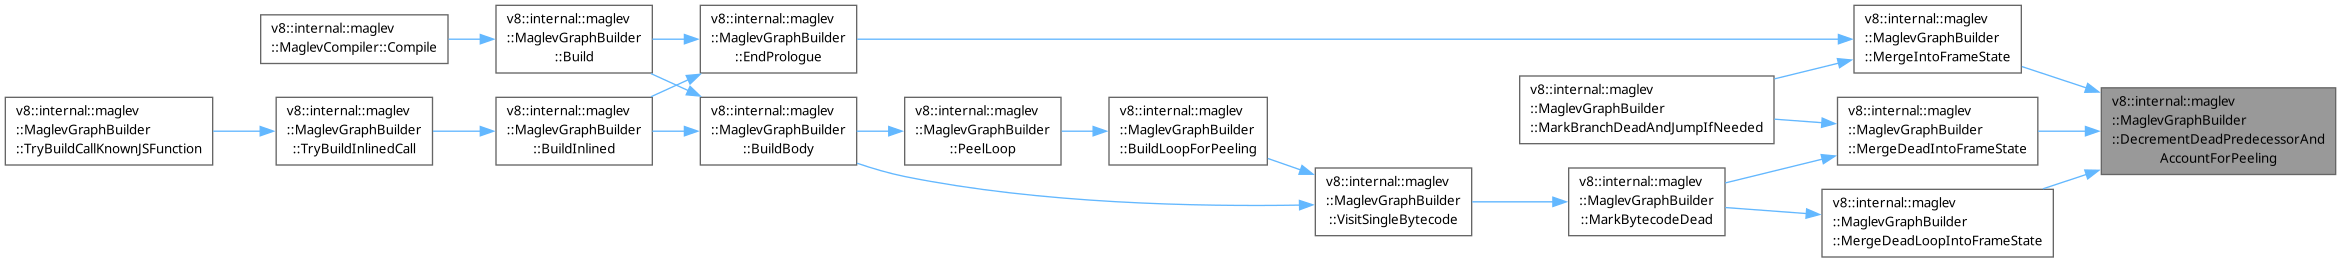 v8::internal::maglev
::MaglevCompiler::Compile
v8::internal::maglev
::MaglevGraphBuilder
::Build
v8::internal::maglev
::MaglevGraphBuilder
::EndPrologue
v8::internal::maglev
::MaglevGraphBuilder
::MergeIntoFrameState
v8::internal::maglev
::MaglevGraphBuilder
::MarkBranchDeadAndJumpIfNeeded
v8::internal::maglev
::MaglevGraphBuilder
::DecrementDeadPredecessorAnd
AccountForPeeling
v8::internal::maglev
::MaglevGraphBuilder
::TryBuildCallKnownJSFunction
v8::internal::maglev
::MaglevGraphBuilder
::TryBuildInlinedCall
v8::internal::maglev
::MaglevGraphBuilder
::BuildInlined
v8::internal::maglev
::MaglevGraphBuilder
::BuildBody
v8::internal::maglev
::MaglevGraphBuilder
::PeelLoop
v8::internal::maglev
::MaglevGraphBuilder
::BuildLoopForPeeling
v8::internal::maglev
::MaglevGraphBuilder
::MergeDeadIntoFrameState
v8::internal::maglev
::MaglevGraphBuilder
::VisitSingleBytecode
v8::internal::maglev
::MaglevGraphBuilder
::MarkBytecodeDead
v8::internal::maglev
::MaglevGraphBuilder
::MergeDeadLoopIntoFrameState